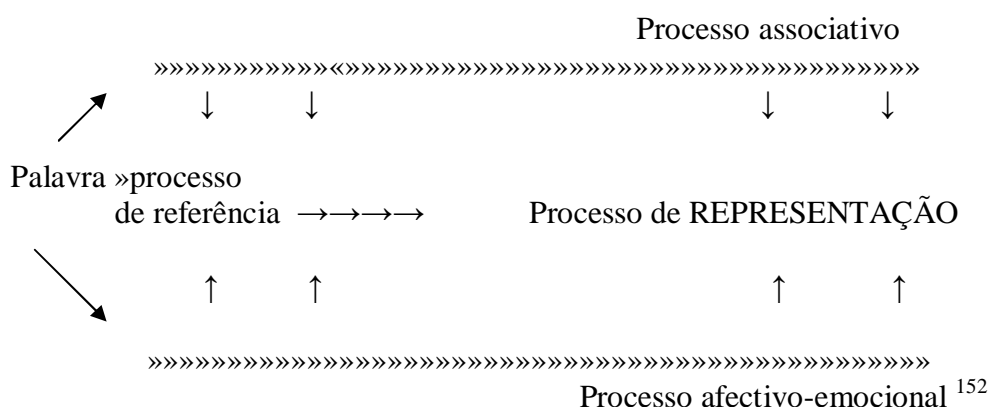 Processo associativo
»»»»»»»»»»»«»»»»»»»»»»»»»»»»»»»»»»»»»»»»»»»»»»»»
↓ ↓ ↓ ↓
Palavra »processo
de referência →→→→ Processo de REPRESENTAÇÃO
↑ ↑ ↑ ↑
»»»»»»»»»»»»»»»»»»»»»»»»»»»»»»»»»»»»»»»»»»»»»»»»»
Processo afectivo-emocional 152